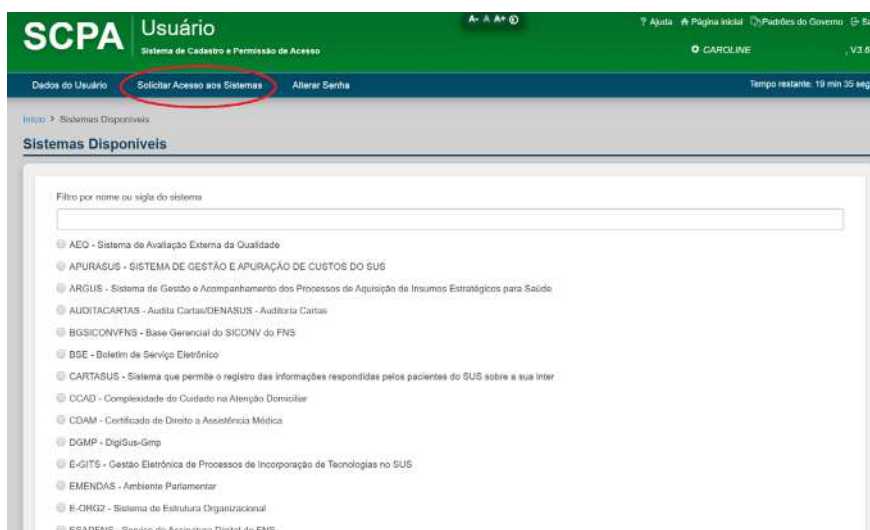 SCPA
Usuário
Sistema de Cadastro e Permissão de Acesso
A- A A+
? Ajuda Página inicial Padrões do Governo
CAROLINE , V3.6
Dados do Usuário Solicitar Acesso aos Sistemas Alterar Senha Tempo restante: 19 min 35 seg
Início > Sistemas Disponiveis
Sistemas Disponiveis
Filtro por nome ou sigla do sistema
AEQ - Sistema de Avaliação Externa da Qualidade
APURASUS - SISTEMA DE GESTÃO E APURAÇÃO DE CUSTOS DO SUS
ARGUS - Sistema de Gestão e Acompanhamento dos Processos de Aquisição de Insumos Estratégicos para Saúde
AUDITACARTAS - Audita Cartas/DENASUS - Auditoria Cartas
BGSICONVFNS - Base Gerencial do SICONV do FNS
BSE - Boletim de Serviço Eletrônico
CARTASUS - Sistema que permite o registro das informações respondidas pelos pacientes do SUS sobre a sua inter
CCAD - Complexidade do Cuidado na Atenção Domiciliar
CDAM - Certificado de Direito a Assistência Médica
DGMP - DigiSus-Gmp
E-GITS - Gestão Eletrônica de Processos de Incorporação de Tecnologias no SUS
EMENDAS - Ambiente Parlamentar
E-ORG2 - Sistema de Estrutura Organizacional